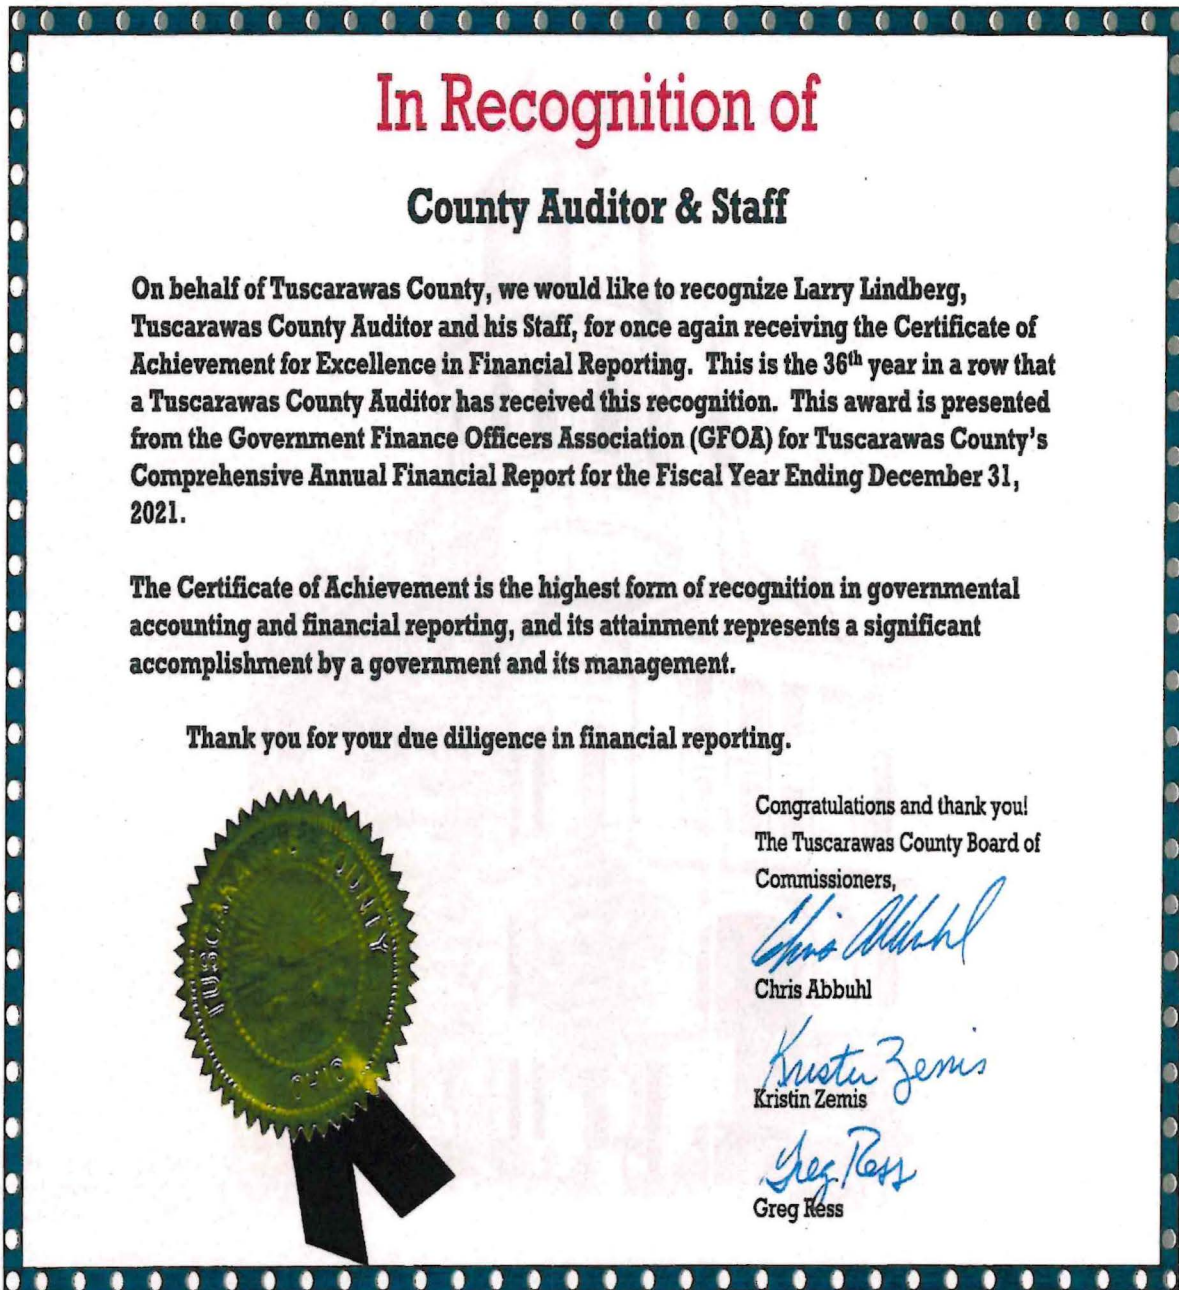 In Recognition of
County Auditor & Staff
On behalf of Tuscarawas County, we would like to recognize Larry Lindberg,
Tuscarawas County Auditor and his Staff, for once again receiving the Certificate of
Achievement for Excellence in Financial Reporting. This is the 36th year in a row that
a Tuscarawas County Auditor has received this recognition. This award is presented
from the Government Finance Officers Association (GFOA) for Tuscarawas County's
Comprehensive Annual Financial Report for the Fiscal Year Ending December 31,
2021.
The Certificate of Achievement is the highest form of recognition in governmental
accounting and financial reporting, and its attainment represents a significant
accomplishment by a government and its management.
Thank you for your due diligence in financial reporting.
Congratulations and thank you!
The Tuscarawas County Board of
Commissioners,
Chris Abbuhl
Chris Abbuhl
Kristin Zemis
Kristin Zemis
Greg Ress
Greg Ress
OHIO